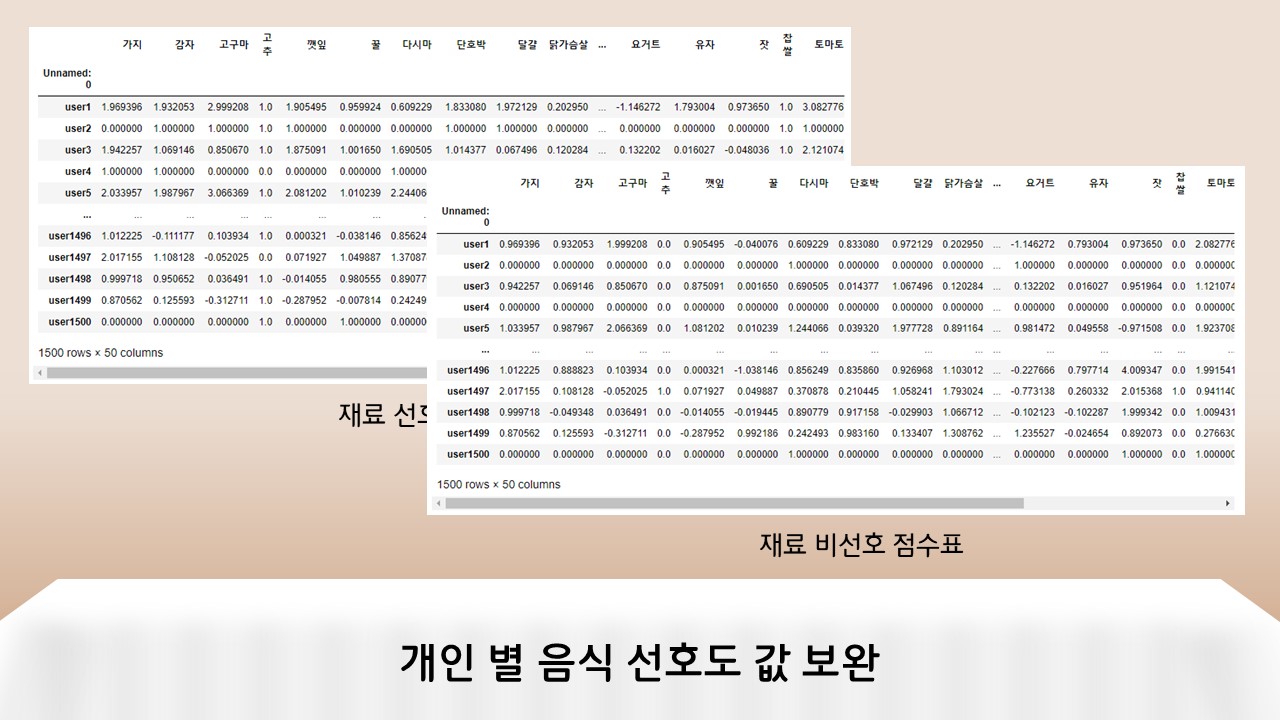 가지 감자 고구마 고추 깻잎 꿀 다시마 단호박 달걀 닭가슴살 ... 요거트 유자 잣 찹쌀 토마토
Unnamed: 0
user1 1.969396 1.932053 2.999208 1.0 1.905495 0.959924 0.609229 1.833080 1.972129 0.202950 ... -1.146272 1.793004 0.973650 1.0 3.082776
user2 0.000000 1.000000 1.000000 1.0 1.000000 0.000000 0.000000 1.000000 1.000000 0.000000 ... 0.000000 0.000000 0.000000 1.0 1.000000
user3 1.942257 1.069146 0.850670 1.0 1.875091 1.001650 1.690505 1.014377 0.067496 0.120284 ... 0.132202 0.016027 -0.048036 1.0 2.121074
user4 1.000000 1.000000 0.000000 0.0 0.000000 0.000000 1.00000
user5 2.033957 1.987967 3.066369 1.0 2.081202 1.010239 2.24406
... ... ... ... ... ... ... ...
user1496 1.012225 -0.111177 0.103934 1.0 0.000321 -0.038146 0.85624
user1497 2.017155 1.108128 -0.052025 0.0 0.071927 1.049887 1.37087
user1498 0.999718 0.950652 0.036491 1.0 -0.014055 0.980555 0.89077
user1499 0.870562 0.125593 -0.312711 1.0 -0.287952 -0.007814 0.24249
user1500 0.000000 0.000000 0.000000 1.0 0.000000 1.000000 0.00000
1500 rows × 50 columns
재료 선호
가지 감자 고구마 고추 깻잎 꿀 다시마 단호박 달걀 닭가슴살 ... 요거트 유자 잣 찹쌀 토마토
Unnamed: 0
user1 0.969396 0.932053 1.999208 0.0 0.905495 -0.040076 0.609229 0.833080 0.972129 0.202950 ... -1.146272 0.793004 0.973650 0.0 2.082776
user2 0.000000 0.000000 0.000000 0.0 0.000000 0.000000 1.000000 0.000000 0.000000 0.000000 ... 1.000000 0.000000 0.000000 0.0 0.000000
user3 0.942257 0.069146 0.850670 0.0 0.875091 0.001650 0.690505 0.014377 1.067496 0.120284 ... 0.132202 0.016027 0.951964 0.0 1.121074
user4 0.000000 0.000000 0.000000 0.0 0.000000 0.000000 0.000000 0.000000 0.000000 0.000000 ... 0.000000 0.000000 0.000000 0.0 0.000000
user5 1.033957 0.987967 2.066369 0.0 1.081202 0.010239 1.244066 0.039320 1.977728 0.891164 ... 0.981472 0.049558 -0.971508 0.0 1.923708
... ... ... ... ... ... ... ... ... ... ... ... ... ... ... ... ...
user1496 1.012225 0.888823 0.103934 0.0 0.000321 -1.038146 0.856249 0.835860 0.926968 1.103012 ... -0.227666 0.797714 4.009347 0.0 1.991541
user1497 2.017155 0.108128 -0.052025 1.0 0.071927 0.049887 0.370878 0.210445 1.058241 1.793024 ... -0.773138 0.260332 2.015368 1.0 0.941140
user1498 0.999718 -0.049348 0.036491 0.0 -0.014055 -0.019445 0.890779 0.917158 -0.029903 1.066712 ... -0.102123 -0.102287 1.999342 0.0 1.009431
user1499 0.870562 0.125593 -0.312711 0.0 -0.287952 0.992186 0.242493 0.983160 0.133407 1.308762 ... 1.235527 -0.024654 0.892073 0.0 0.276630
user1500 0.000000 0.000000 0.000000 0.0 0.000000 0.000000 1.000000 0.000000 0.000000 0.000000 ... 0.000000 0.000000 1.000000 0.0 1.000000
1500 rows × 50 columns
재료 비선호 점수표
개인 별 음식 선호도 값 보완